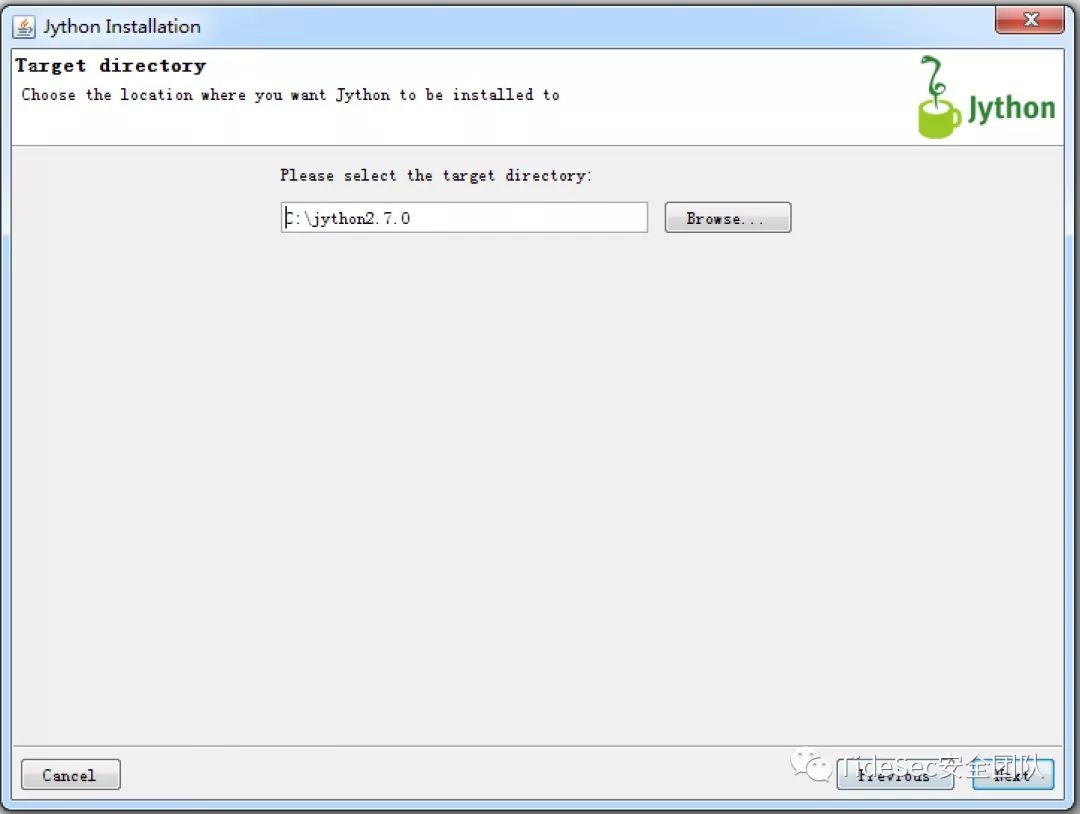 Jython Installation
Target directory
Choose the location where you want Jython to be installed to
Jython
Please select the target directory:
C:\jython2.7.0
Browse...
Cancel
Previous
Next
TideSec安全团队